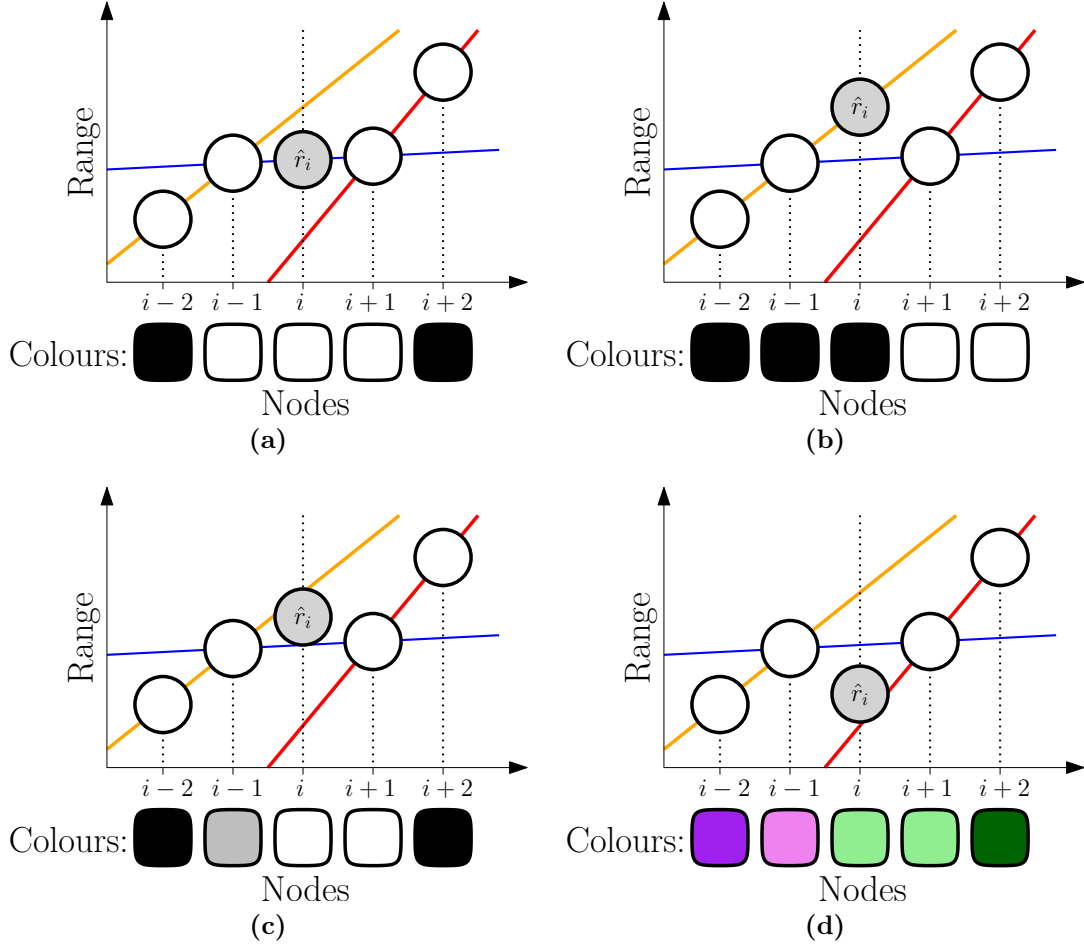 Range
r̂ᵢ
i − 2 i − 1 i i + 1 i + 2
Colours:
Nodes
(a)
Range
r̂ᵢ
i − 2 i − 1 i i + 1 i + 2
Colours:
Nodes
(b)
Range
r̂ᵢ
i − 2 i − 1 i i + 1 i + 2
Colours:
Nodes
(c)
Range
r̂ᵢ
i − 2 i − 1 i i + 1 i + 2
Colours:
Nodes
(d)